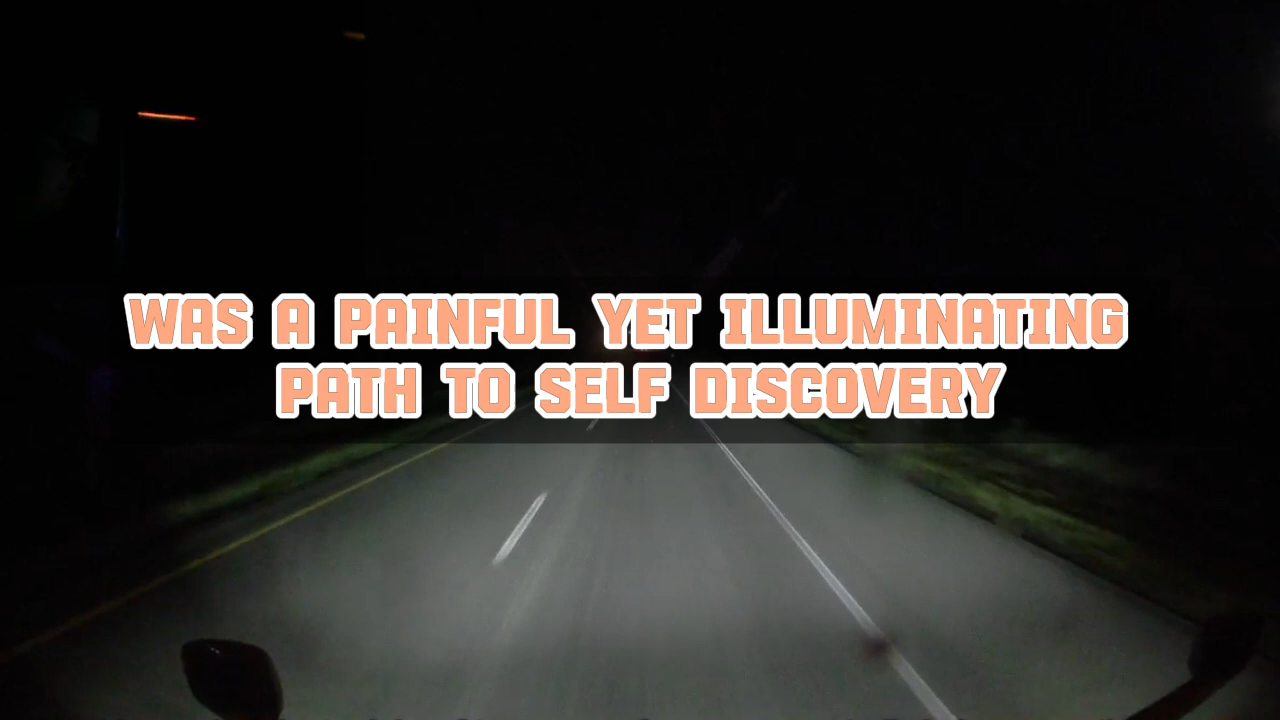 WAS A PAINFUL YET ILLUMINATING
PATH TO SELF DISCOVERY